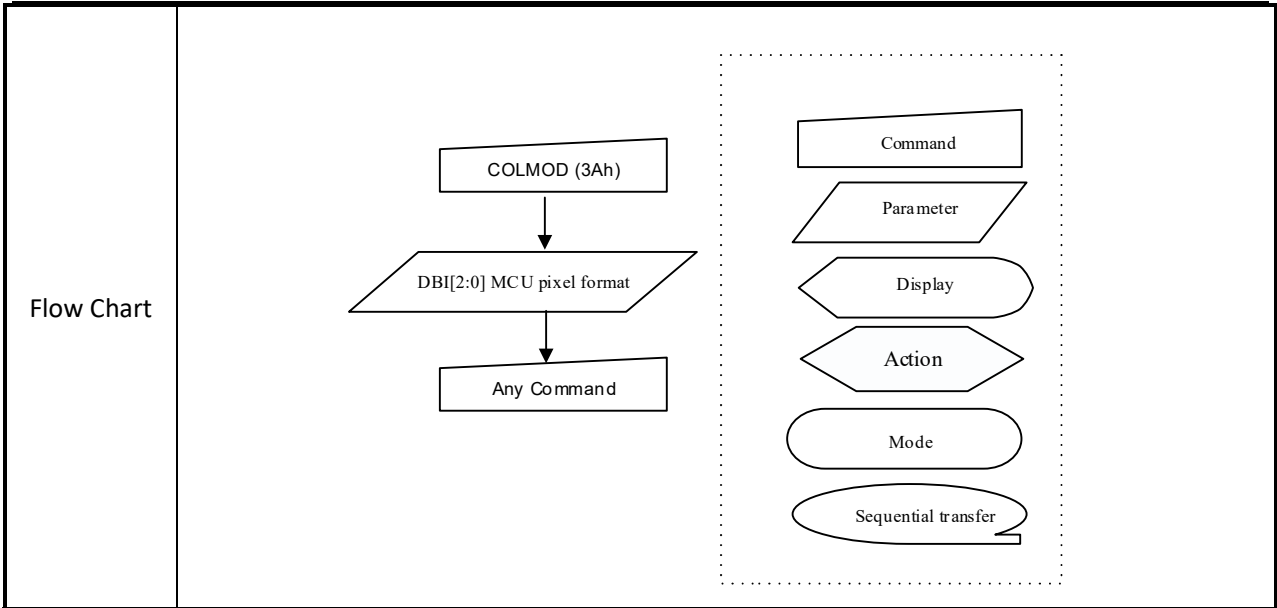 Flow Chart
COLMOD (3Ah)
DBI[2:0] MCU pixel format
Any Command
Command
Parameter
Display
Action
Mode
Sequential transfer